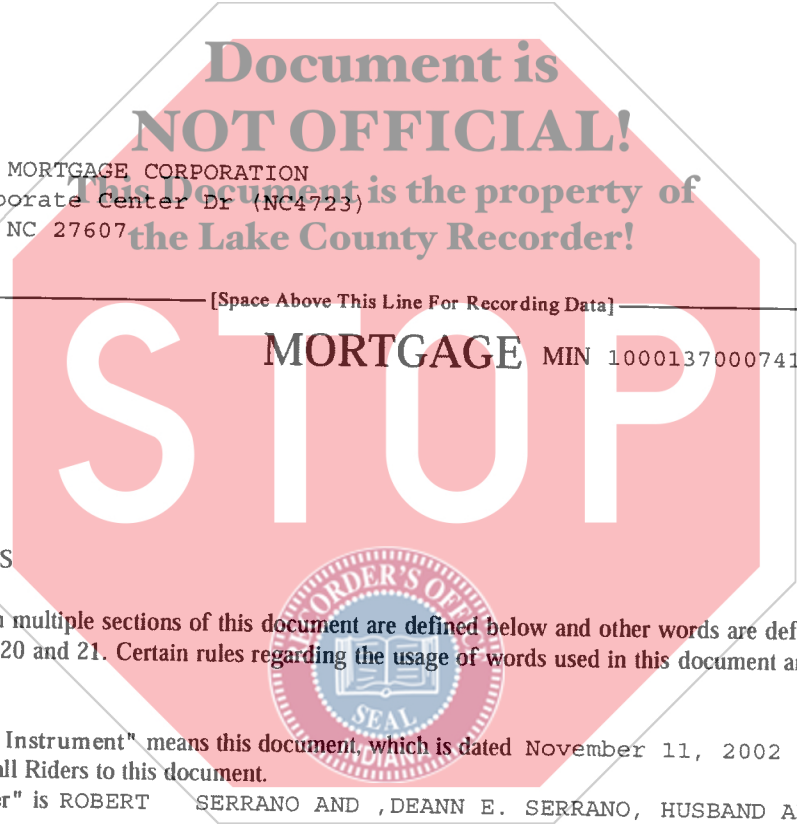 Document is
NOT OFFICIAL!
MORTGAGE CORPORATION
This Document is the property of
porate Center Dr (NC4723)
NC 27607
the Lake County Recorder!
[Space Above This Line For Recording Data]
MORTGAGE MIN 1000137000741
STOP
S
RECORDER'S OFFICE
multiple sections of this document are defined below and other words are def
20 and 21. Certain rules regarding the usage of words used in this document a
SEAL
INDIANA
Instrument" means this document, which is dated November 11, 2002
all Riders to this document.
er" is ROBERT SERRANO AND ,DEANN E. SERRANO, HUSBAND A